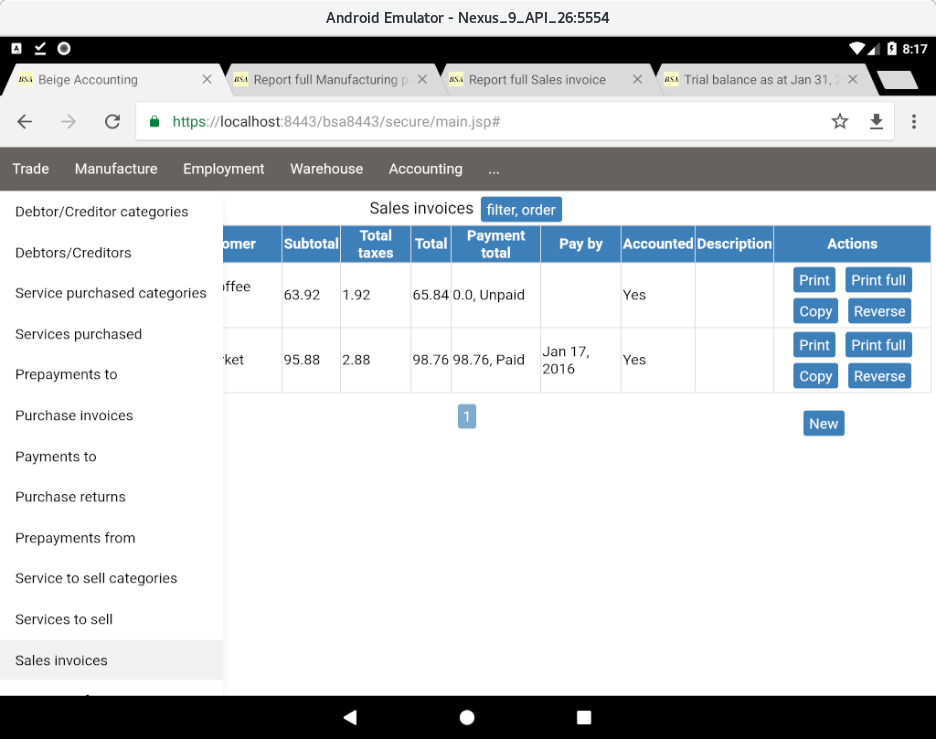 Android Emulator - Nexus_9_API_26:5554
A
8:17
BSA Beige Accounting
BSA Report full Manufacturing p
BSA Report full Sales invoice
BSA Trial balance as at Jan 31, 2
https://localhost:8443/bsa8443/secure/main.jsp#
Trade Manufacture Employment Warehouse Accounting ...
Debtor/Creditor categories
Debtors/Creditors
Service purchased categories
Services purchased
Prepayments to
Purchase invoices
Payments to
Purchase returns
Prepayments from
Service to sell categories
Services to sell
Sales invoices
Sales invoices filter, order
omer Subtotal Total taxes Total Payment total Pay by Accounted Description Actions
ffee 63.92 1.92 65.84 0.0, Unpaid Yes Print Print full
Copy Reverse
ket 95.88 2.88 98.76 98.76, Paid Jan 17, 2016 Yes Print Print full
Copy Reverse
1 New